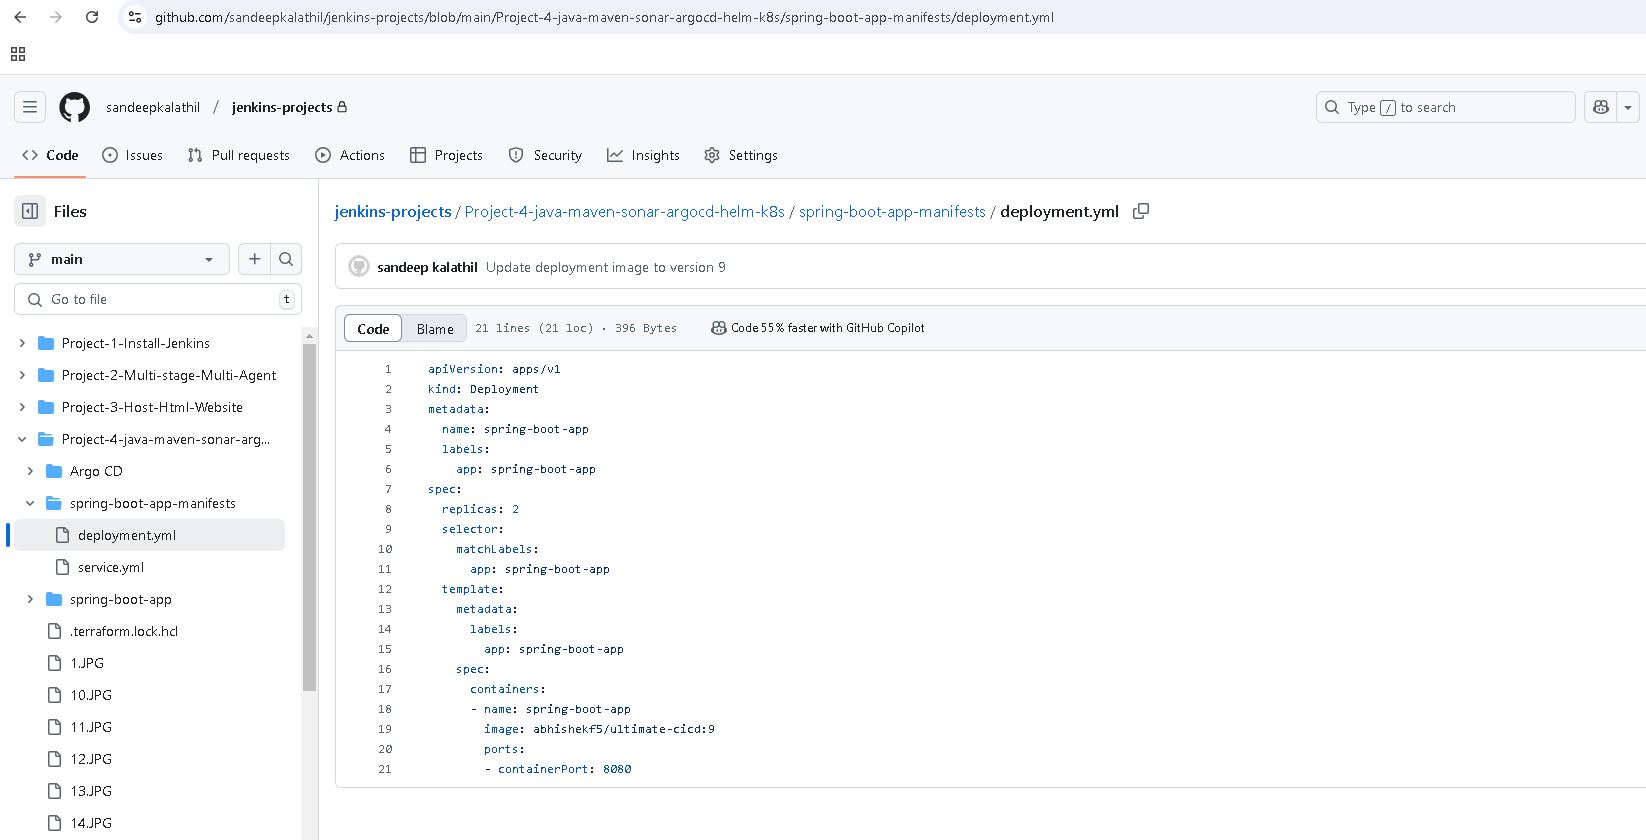 github.com/sandeepkalathil/jenkins-projects/blob/main/Project-4-java-maven-sonar-argocd-helm-k8s/spring-boot-app-manifests/deployment.yml
sandeepkalathil / jenkins-projects
Type / to search
Code
Issues
Pull requests
Actions
Projects
Security
Insights
Settings
Files
main
Go to file
t
Project-1-Install-Jenkins
Project-2-Multi-stage-Multi-Agent
Project-3-Host-Html-Website
Project-4-java-maven-sonar-arg...
Argo CD
spring-boot-app-manifests
deployment.yml
service.yml
spring-boot-app
.terraform.lock.hcl
1.JPG
10.JPG
11.JPG
12.JPG
13.JPG
14.JPG
jenkins-projects / Project-4-java-maven-sonar-argocd-helm-k8s / spring-boot-app-manifests / deployment.yml
sandeep kalathil Update deployment image to version 9
Code Blame 21 lines (21 loc) · 396 Bytes Code 55% faster with GitHub Copilot
1 apiVersion: apps/v1
2 kind: Deployment
3 metadata:
4   name: spring-boot-app
5   labels:
6     app: spring-boot-app
7 spec:
8   replicas: 2
9   selector:
10     matchLabels:
11       app: spring-boot-app
12   template:
13     metadata:
14       labels:
15         app: spring-boot-app
16     spec:
17       containers:
18       - name: spring-boot-app
19         image: abhishekf5/ultimate-cicd:9
20         ports:
21         - containerPort: 8080